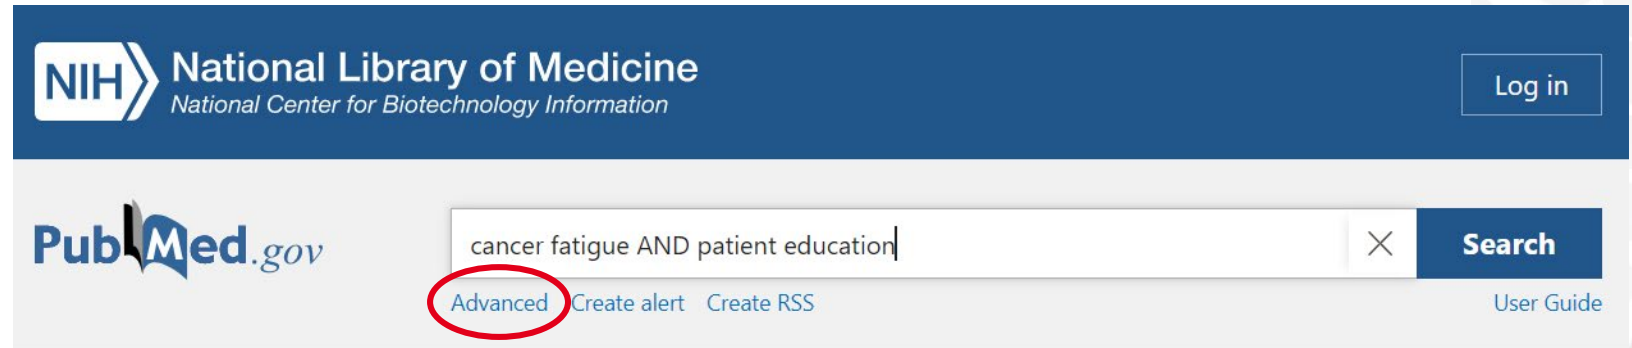 NIH National Library of Medicine
National Center for Biotechnology Information
Log in
PubMed.gov
cancer fatigue AND patient education
Search
Advanced Create alert Create RSS
User Guide